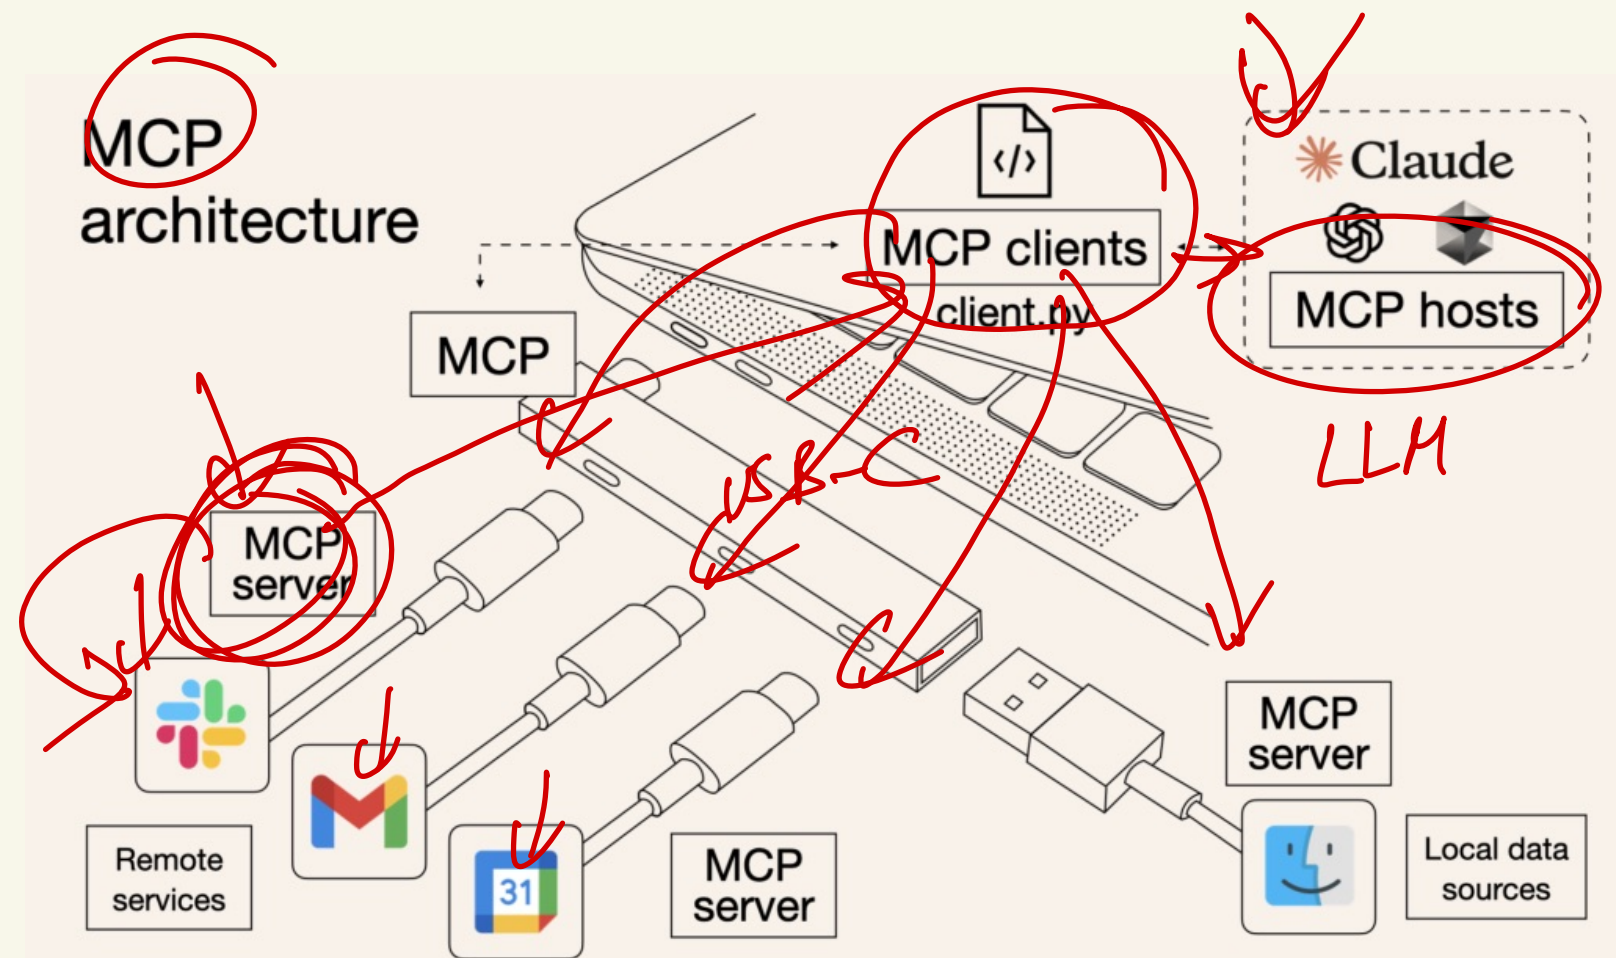 MCP
architecture
</>
MCP clients
client.py
Claude
MCP hosts
LLM
MCP
USB-C
MCP
server
MCP
server
31
Remote
services
MCP
server
Local data
sources